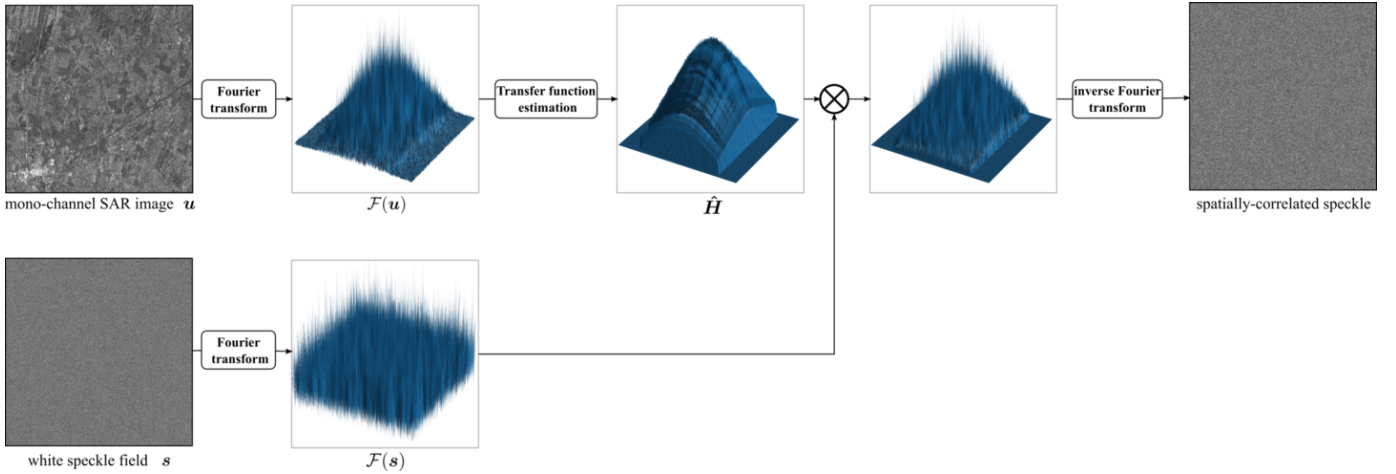 Fourier
transform
Transfer function
estimation
inverse Fourier
transform
mono-channel SAR image u
F(u)
Ĥ
spatially-correlated speckle
Fourier
transform
white speckle field s
F(s)